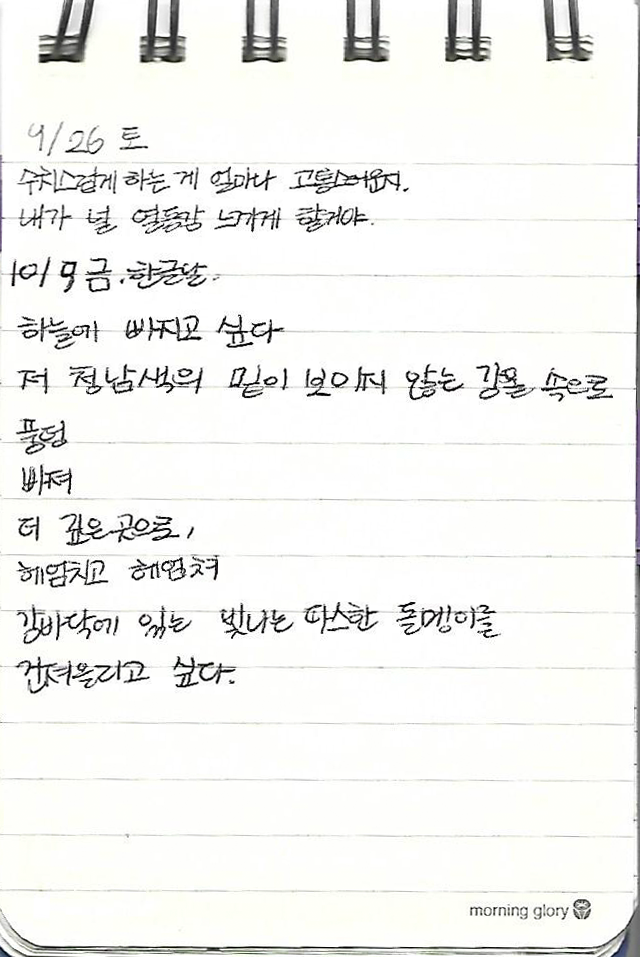 9/26 토
수치스럽게 하는 게 얼마나 고통스러운지.
내가 널 열등감 느끼게 할게야.
10/9 금. 한글날.
하늘에 빠지고 싶다
저 청남색의 밑이 보이지 않는 강물 속으로
풍덩
빠져
더 깊은곳으로,
헤엄치고 헤엄쳐
강바닥에 있는 빛나는 따스한 돌멩이를
건져올리고 싶다.
morning glory